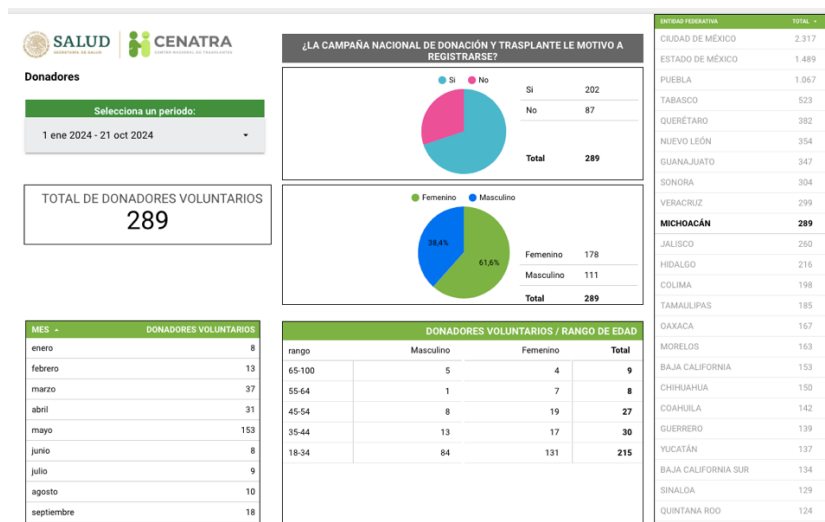 SALUD
SECRETARÍA DE SALUD
CENATRA
CENTRO NACIONAL DE TRASPLANTES
Donadores
Selecciona un periodo:
1 ene 2024 - 21 oct 2024
TOTAL DE DONADORES VOLUNTARIOS
289
¿LA CAMPAÑA NACIONAL DE DONACIÓN Y TRASPLANTE LE MOTIVO A
REGISTRARSE?
Si No
Si 202
No 87
Total 289
Femenino Masculino
38,4%
61,6%
Femenino 178
Masculino 111
Total 289
MES DONADORES VOLUNTARIOS
enero 8
febrero 13
marzo 37
abril 31
mayo 153
junio 8
julio 9
agosto 10
septiembre 18
DONADORES VOLUNTARIOS / RANGO DE EDAD
rango Masculino Femenino Total
65-100 5 4 9
55-64 1 7 8
45-54 8 19 27
35-44 13 17 30
18-34 84 131 215
ENTIDAD FEDERATIVA TOTAL
CIUDAD DE MÉXICO 2.317
ESTADO DE MÉXICO 1.489
PUEBLA 1.067
TABASCO 523
QUERÉTARO 382
NUEVO LEÓN 354
GUANAJUATO 347
SONORA 304
VERACRUZ 299
MICHOACÁN 289
JALISCO 260
HIDALGO 216
COLIMA 198
TAMAULIPAS 185
OAXACA 167
MORELOS 163
BAJA CALIFORNIA 153
CHIHUAHUA 150
COAHUILA 142
GUERRERO 139
YUCATÁN 137
BAJA CALIFORNIA SUR 134
SINALOA 129
QUINTANA ROO 124